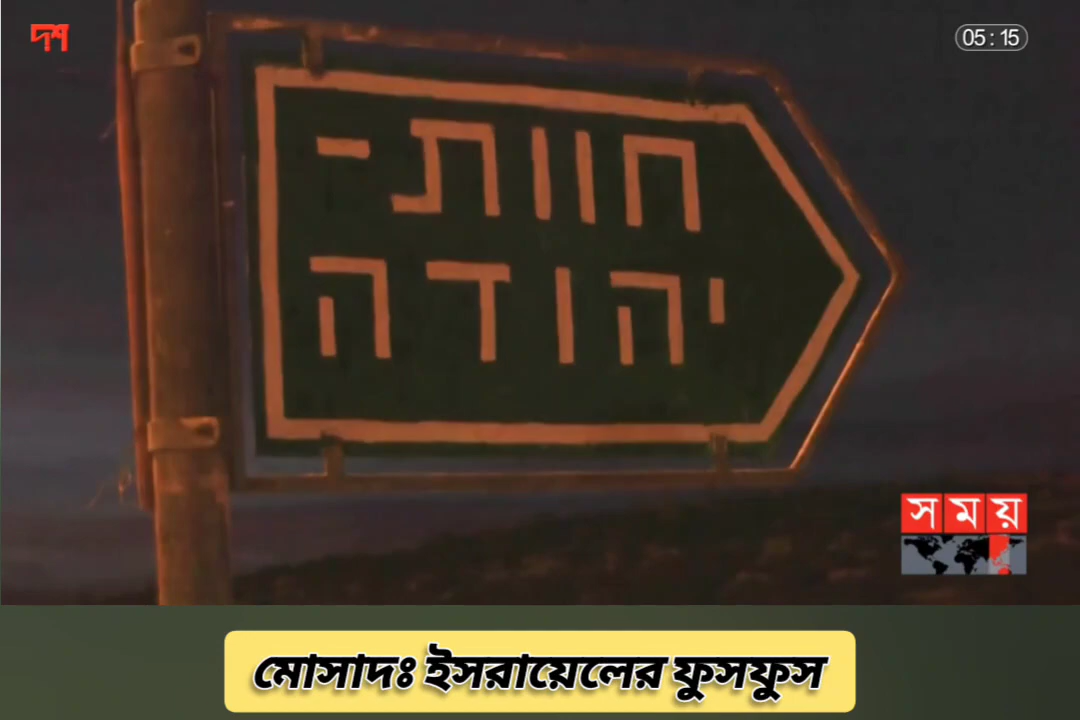 দশ
05 : 15
חוות-
יהודה
সময়
মোসাদঃ ইসরায়েলের ফুসফুস